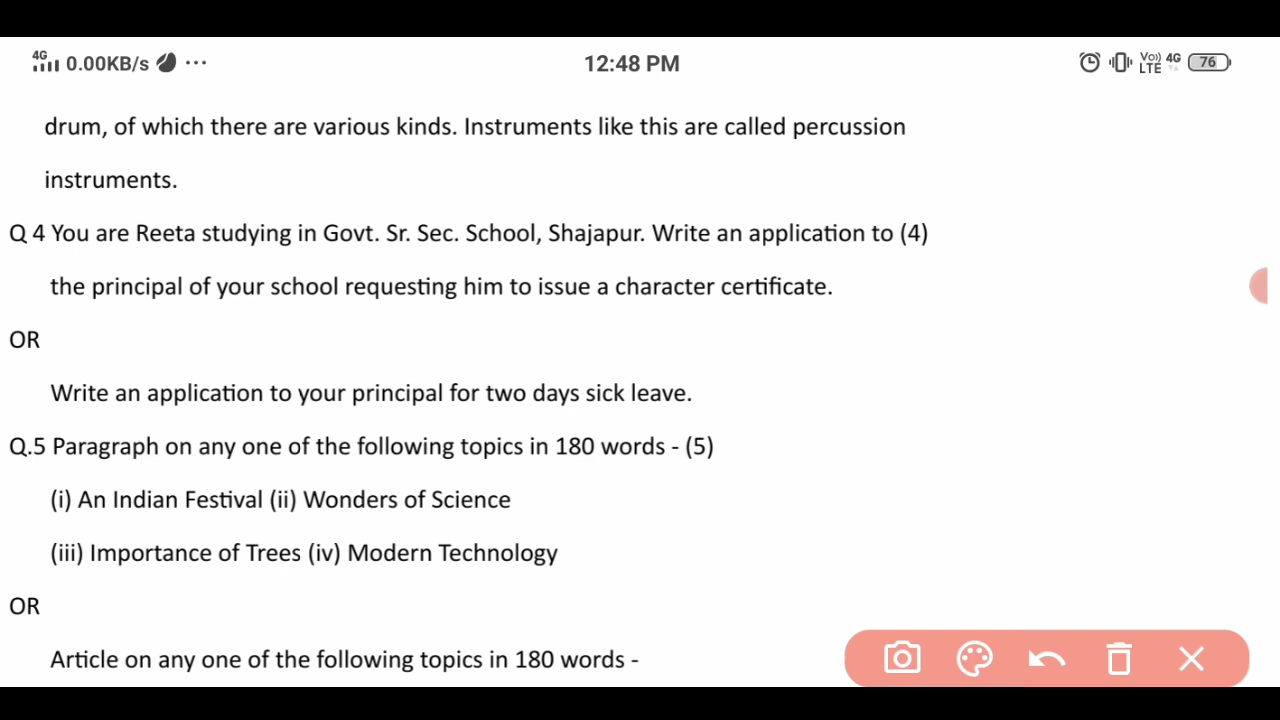 4G 0.00KB/s ... 12:48 PM Vo)) LTE 4G 76
drum, of which there are various kinds. Instruments like this are called percussion
instruments.
Q 4 You are Reeta studying in Govt. Sr. Sec. School, Shajapur. Write an application to (4)
the principal of your school requesting him to issue a character certificate.
OR
Write an application to your principal for two days sick leave.
Q.5 Paragraph on any one of the following topics in 180 words - (5)
(i) An Indian Festival (ii) Wonders of Science
(iii) Importance of Trees (iv) Modern Technology
OR
Article on any one of the following topics in 180 words -